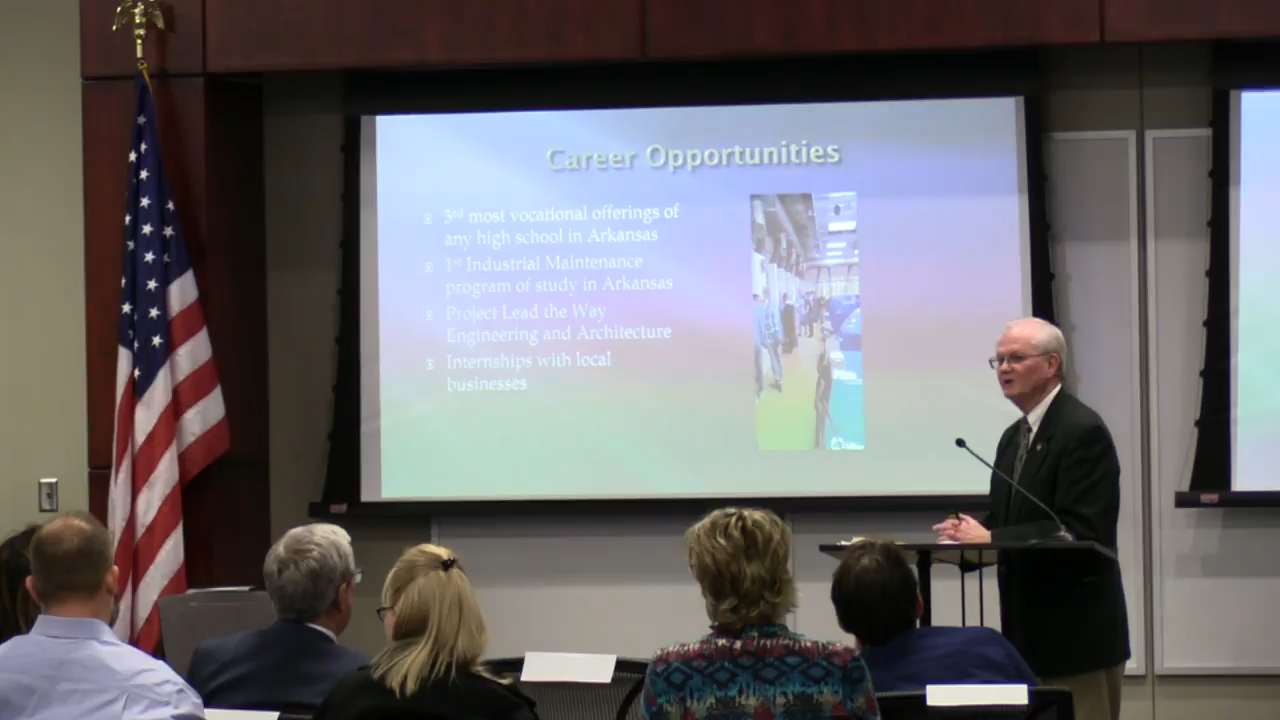 Career Opportunities
3rd most vocational offerings of
any high school in Arkansas
1st Industrial Maintenance
program of study in Arkansas
Project Lead the Way
Engineering and Architecture
Internships with local
businesses